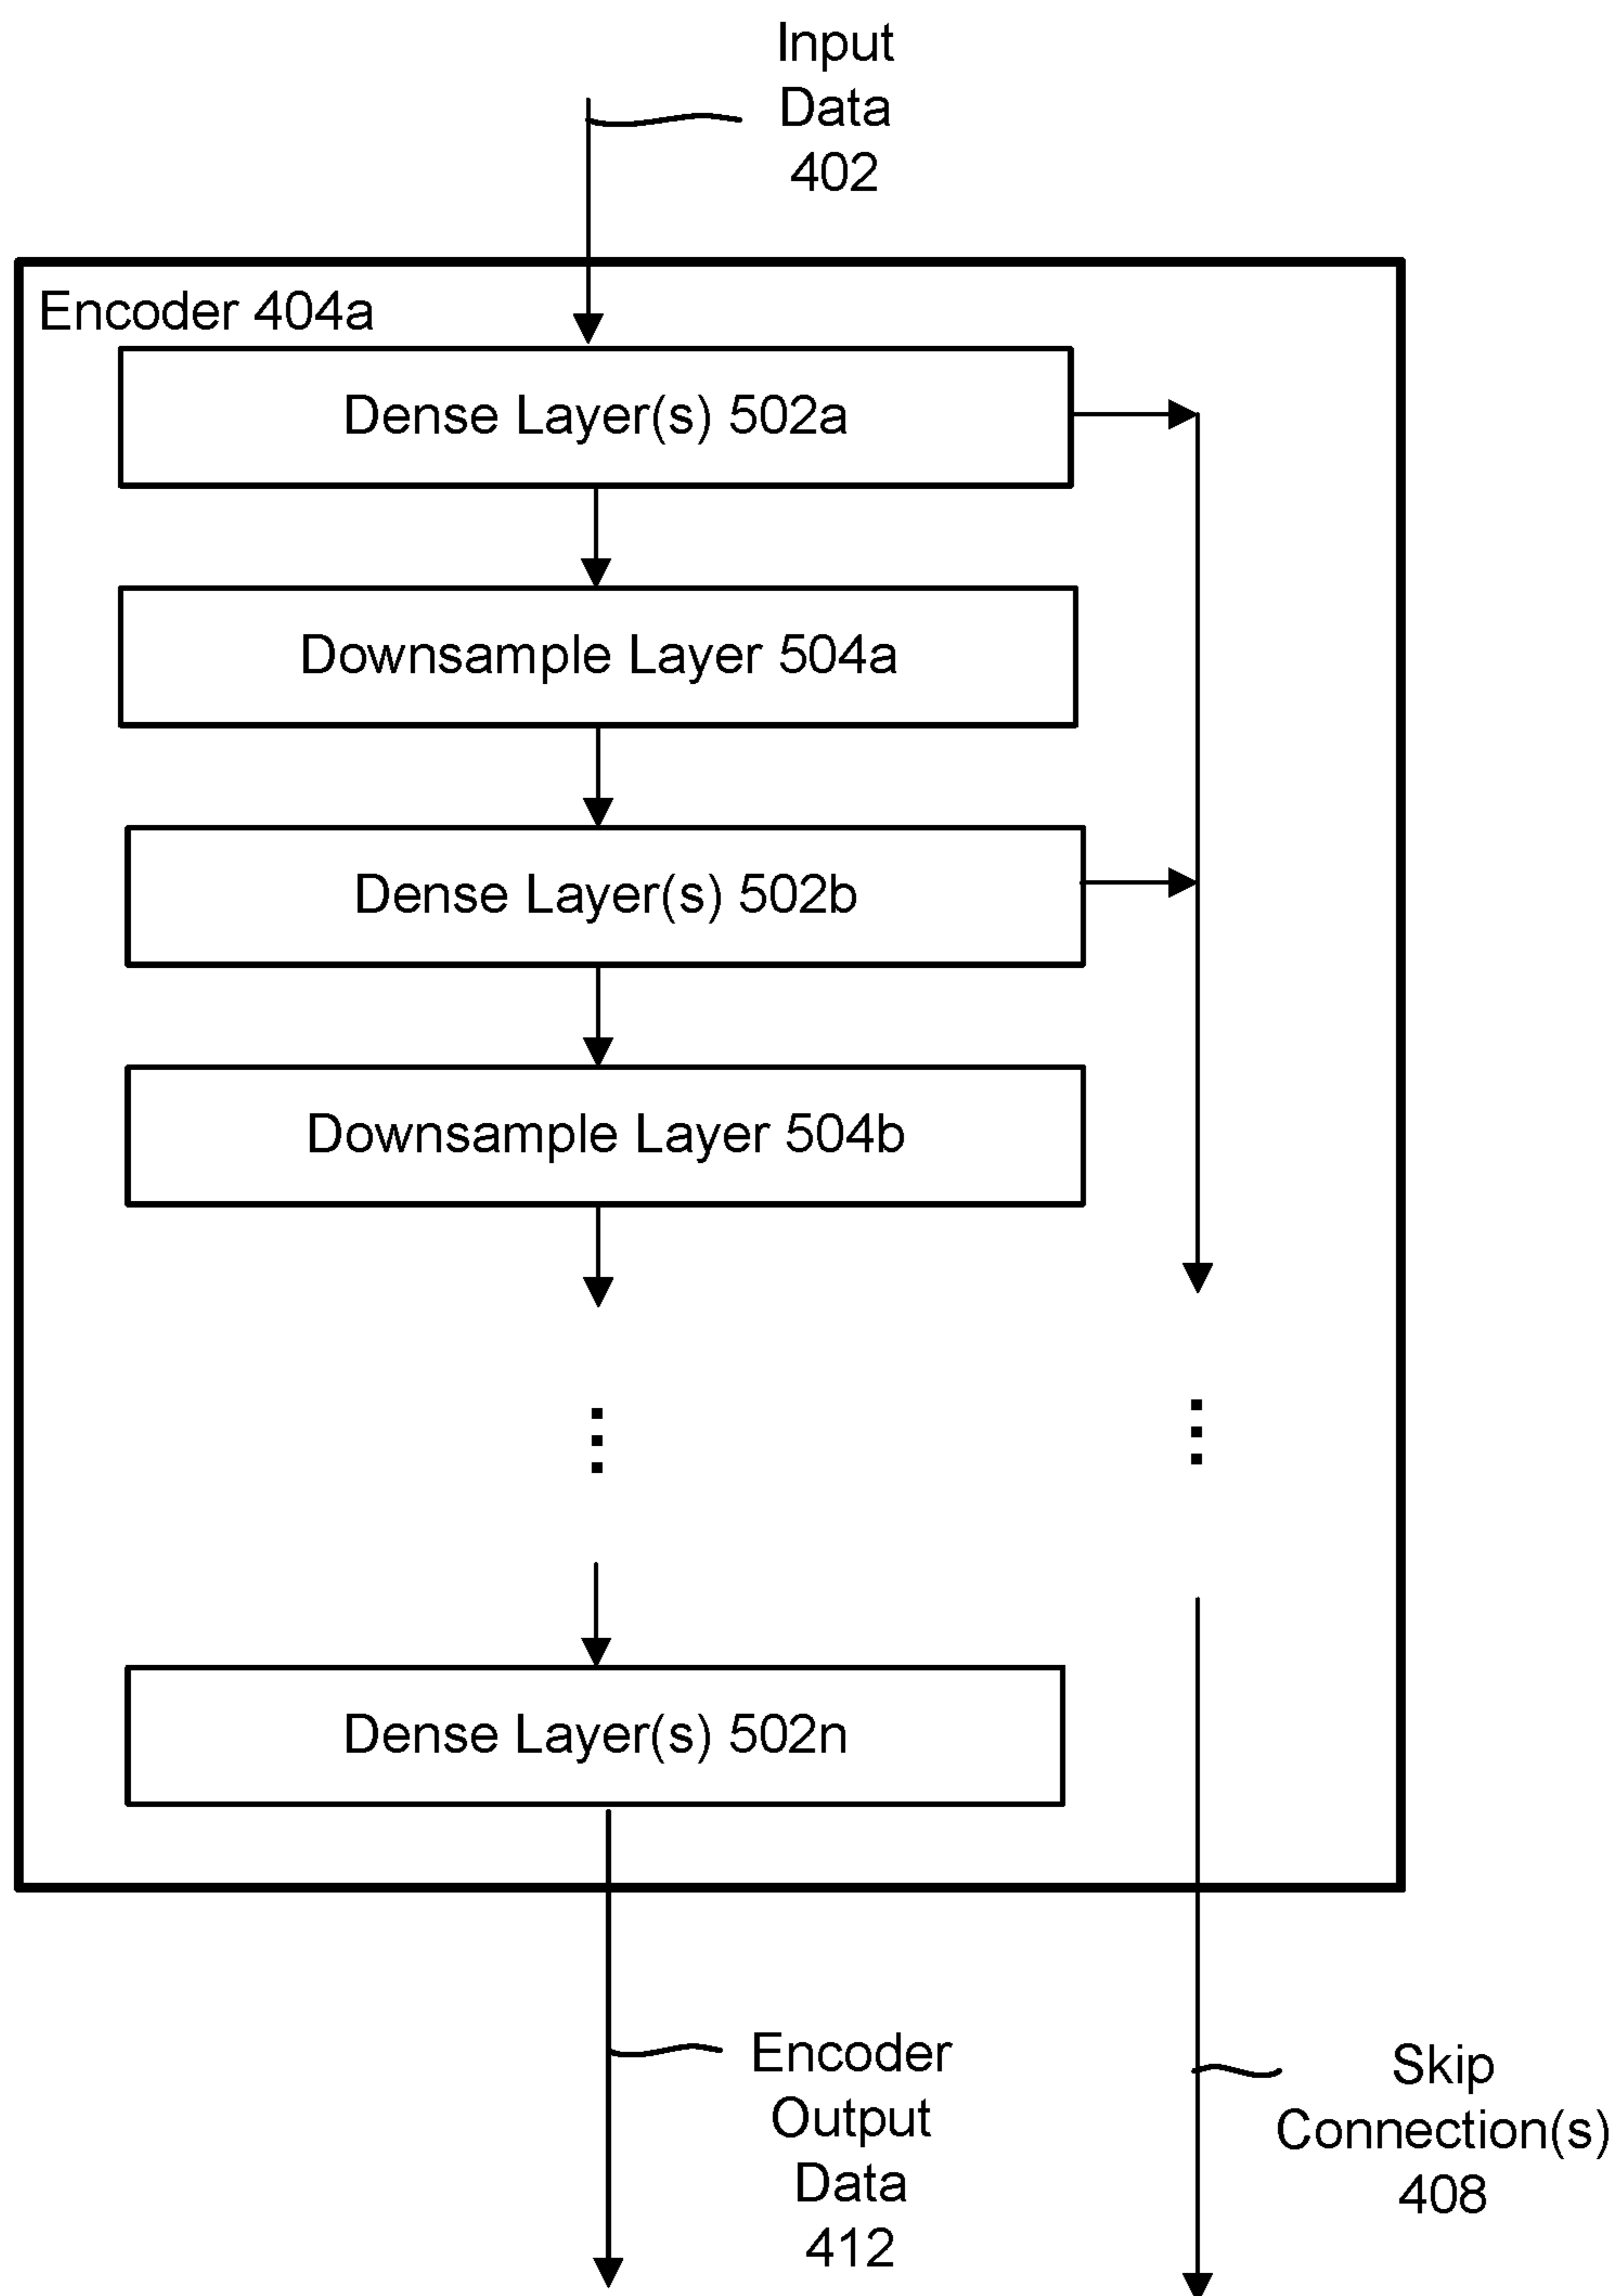 Input
Data
402
Encoder 404a
Dense Layer(s) 502a
Downsample Layer 504a
Dense Layer(s) 502b
Downsample Layer 504b
Dense Layer(s) 502n
Encoder
Output
Data
412
Skip
Connection(s)
408